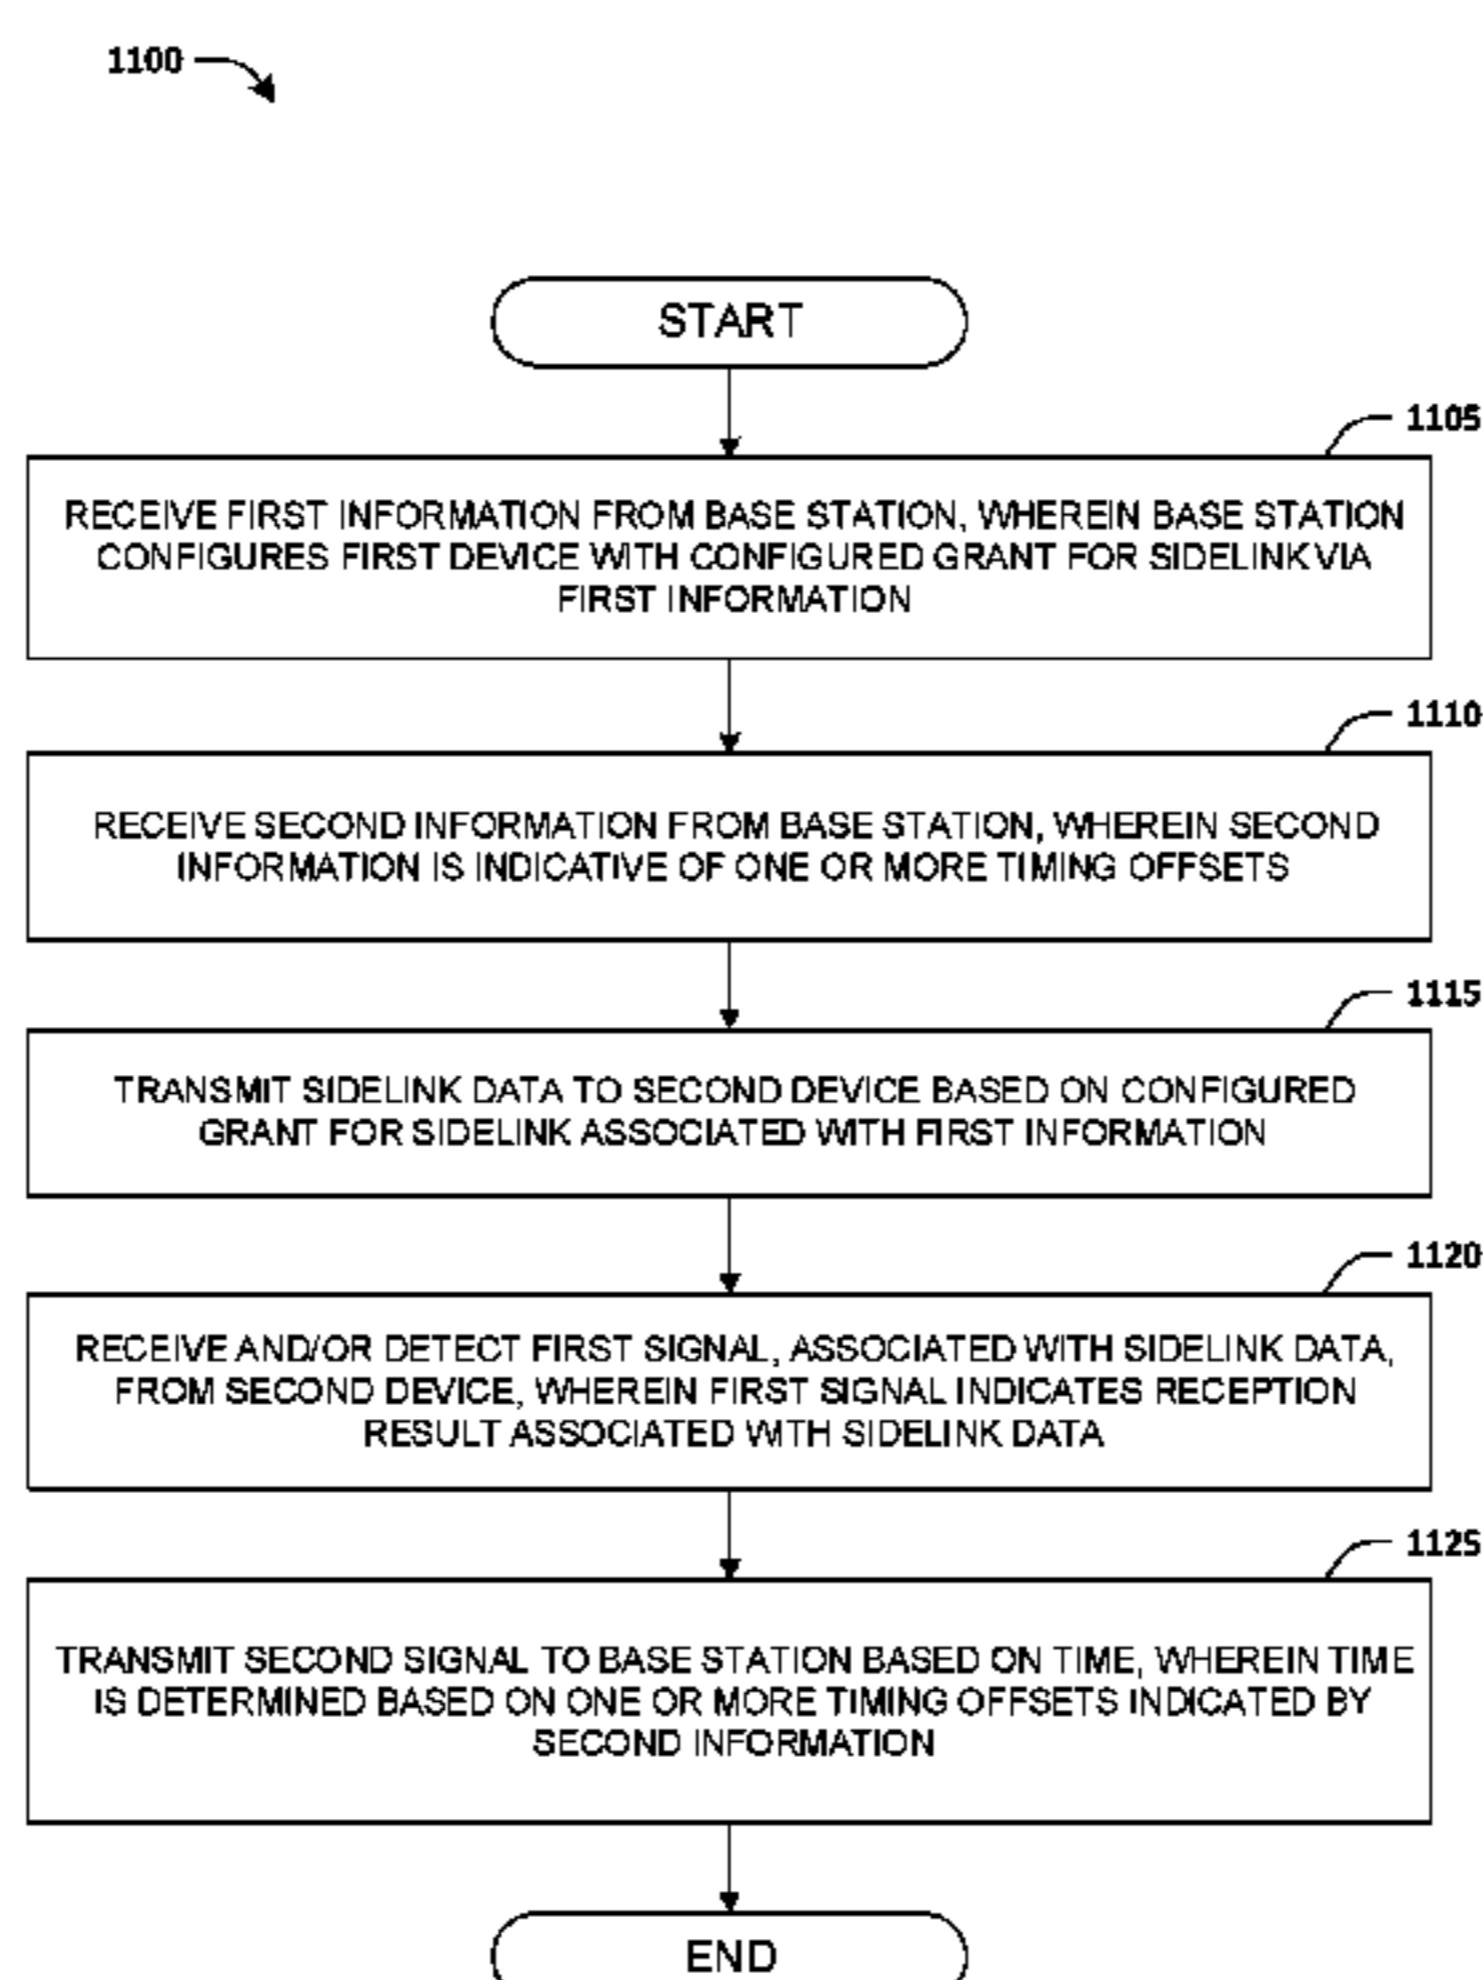 1100
START
1105
RECEIVE FIRST INFORMATION FROM BASE STATION, WHEREIN BASE STATION
CONFIGURES FIRST DEVICE WITH CONFIGURED GRANT FOR SIDELINK VIA
FIRST INFORMATION
1110
RECEIVE SECOND INFORMATION FROM BASE STATION, WHEREIN SECOND
INFORMATION IS INDICATIVE OF ONE OR MORE TIMING OFFSETS
1115
TRANSMIT SIDELINK DATA TO SECOND DEVICE BASED ON CONFIGURED
GRANT FOR SIDELINK ASSOCIATED WITH FIRST INFORMATION
1120
RECEIVE AND/OR DETECT FIRST SIGNAL, ASSOCIATED WITH SIDELINK DATA,
FROM SECOND DEVICE, WHEREIN FIRST SIGNAL INDICATES RECEPTION
RESULT ASSOCIATED WITH SIDELINK DATA
1125
TRANSMIT SECOND SIGNAL TO BASE STATION BASED ON TIME, WHEREIN TIME
IS DETERMINED BASED ON ONE OR MORE TIMING OFFSETS INDICATED BY
SECOND INFORMATION
END